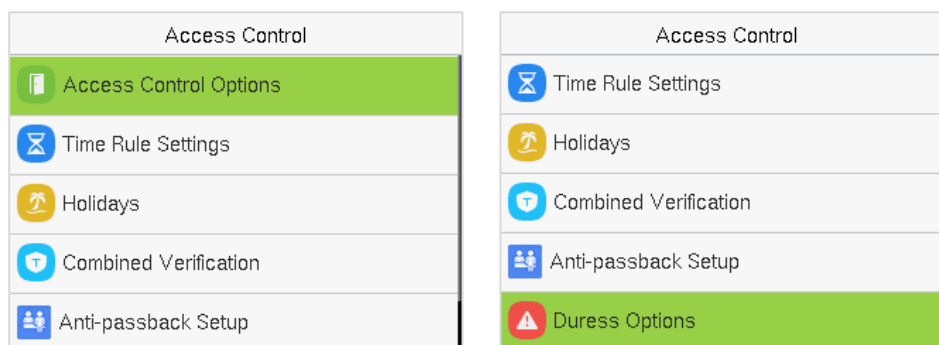 Access Control
Access Control Options
Time Rule Settings
Holidays
Combined Verification
Anti-passback Setup
Access Control
Time Rule Settings
Holidays
Combined Verification
Anti-passback Setup
Duress Options